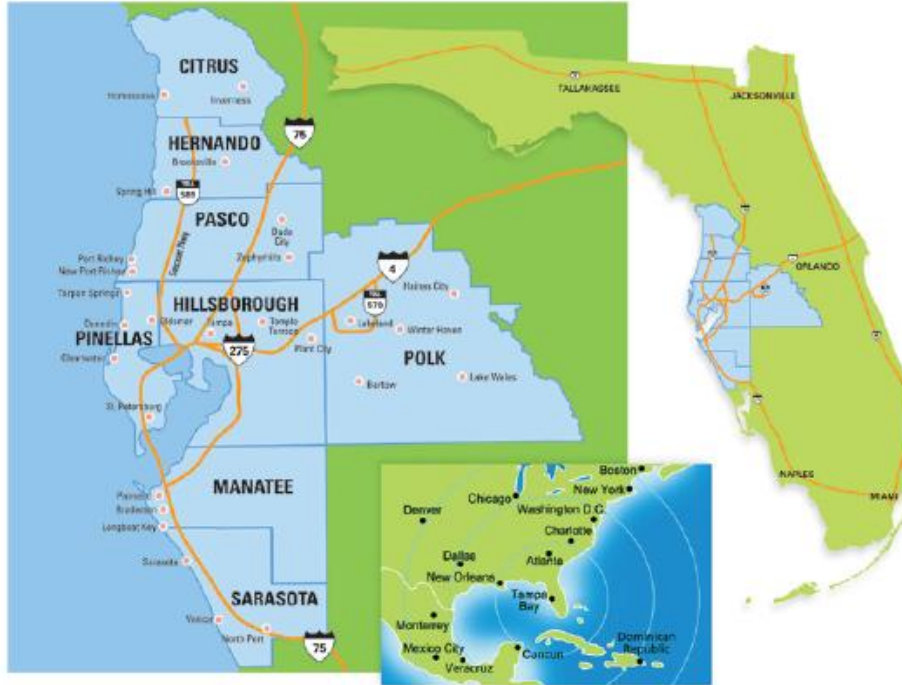 CITRUS
Homosassa
Inverness
75
HERNANDO
Brooksville
Spring Hill
TOLL
589
PASCO
Dade
City
Suncoast Pkwy
Port Richey
New Port Richey
Zephyrhills
4
Tarpon Springs
HILLSBOROUGH
TOLL
570
Haines City
Dunedin
Oldsmar
Tampa
Temple
Terrace
Lakeland
Winter Haven
PINELLAS
Plant City
275
POLK
Clearwater
Bartow
Lake Wales
St. Petersburg
MANATEE
Palmetto
Bradenton
Longboat Key
Sarasota
SARASOTA
Venice
North Port
75
TALLAHASSEE
JACKSONVILLE
ORLANDO
NAPLES
MIAMI
Boston
New York
Chicago
Washington D.C.
Denver
Charlotte
Dallas
Atlanta
New Orleans
Tampa
Bay
Monterrey
Mexico City
Veracruz
Cancun
Dominican
Republic